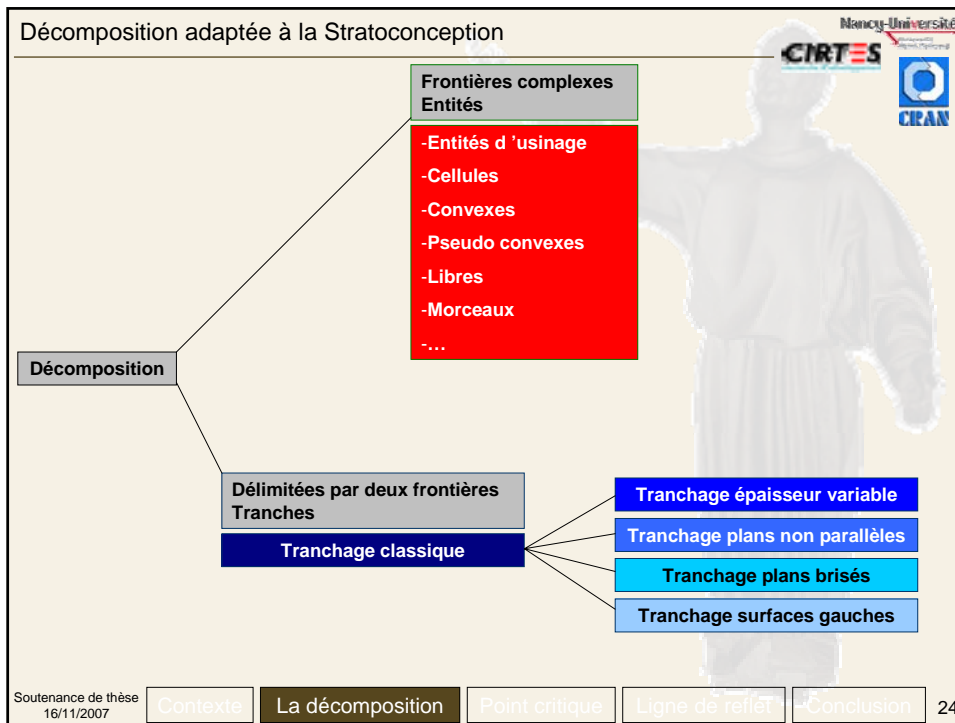 Décomposition adaptée à la Stratoconception
Nancy-Université
CIRTES
CRAN
Frontières complexes
Entités
-Entités d ’usinage
-Cellules
-Convexes
-Pseudo convexes
-Libres
-Morceaux
-...
Décomposition
Délimitées par deux frontières
Tranches
Tranchage classique
Tranchage épaisseur variable
Tranchage plans non parallèles
Tranchage plans brisés
Tranchage surfaces gauches
Soutenance de thèse
16/11/2007
Contexte
La décomposition
Point critique
Ligne de reflet
Conclusion
24